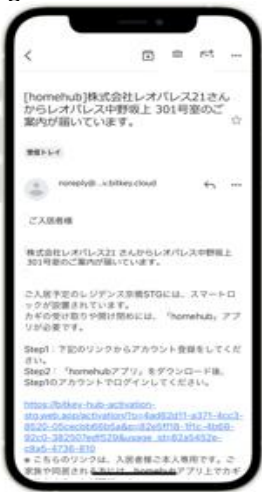 [homehub]株式会社レオパレス21さん
からレオパレス中野坂上 301号室のご
案内が届いています。
受信トレイ
noreply@...v.bitkey.cloud
ご入居者様
株式会社レオパレス21 さんからレオパレス中野坂上
301号室のご案内が届いています。
ご入居予定のレジデンス京橋STGには、スマートロ
ックが設置されています。
カギの受け取りや開け閉めには、「homehub」アプ
リが必要です。
Step1：下記のリンクからアカウント登録をしてくだ
さい。
Step2：「homehubアプリ」をダウンロード後、
Step1のアカウントでログインしてください。
https://bitkey-hub-activation-
stg.web.app/activation/?
＊こちらのリンクは、入居者様ご本人専用です。ご